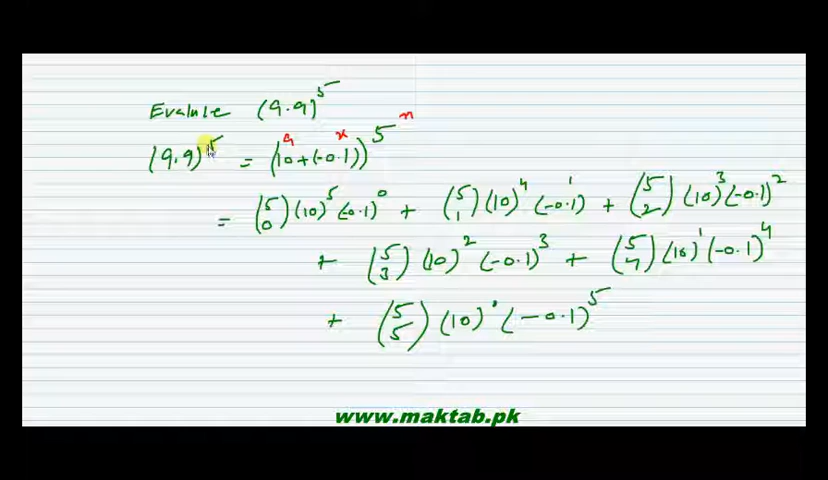 Evaluate (9.9)^5
a x n
(9.9)^5 = (10+(-0.1))^5
= (5 0)(10)^5(-0.1)^0 + (5 1)(10)^4(-0.1)^1 + (5 2)(10)^3(-0.1)^2
+ (5 3)(10)^2(-0.1)^3 + (5 4)(10)^1(-0.1)^4
+ (5 5)(10)^0(-0.1)^5
www.maktab.pk